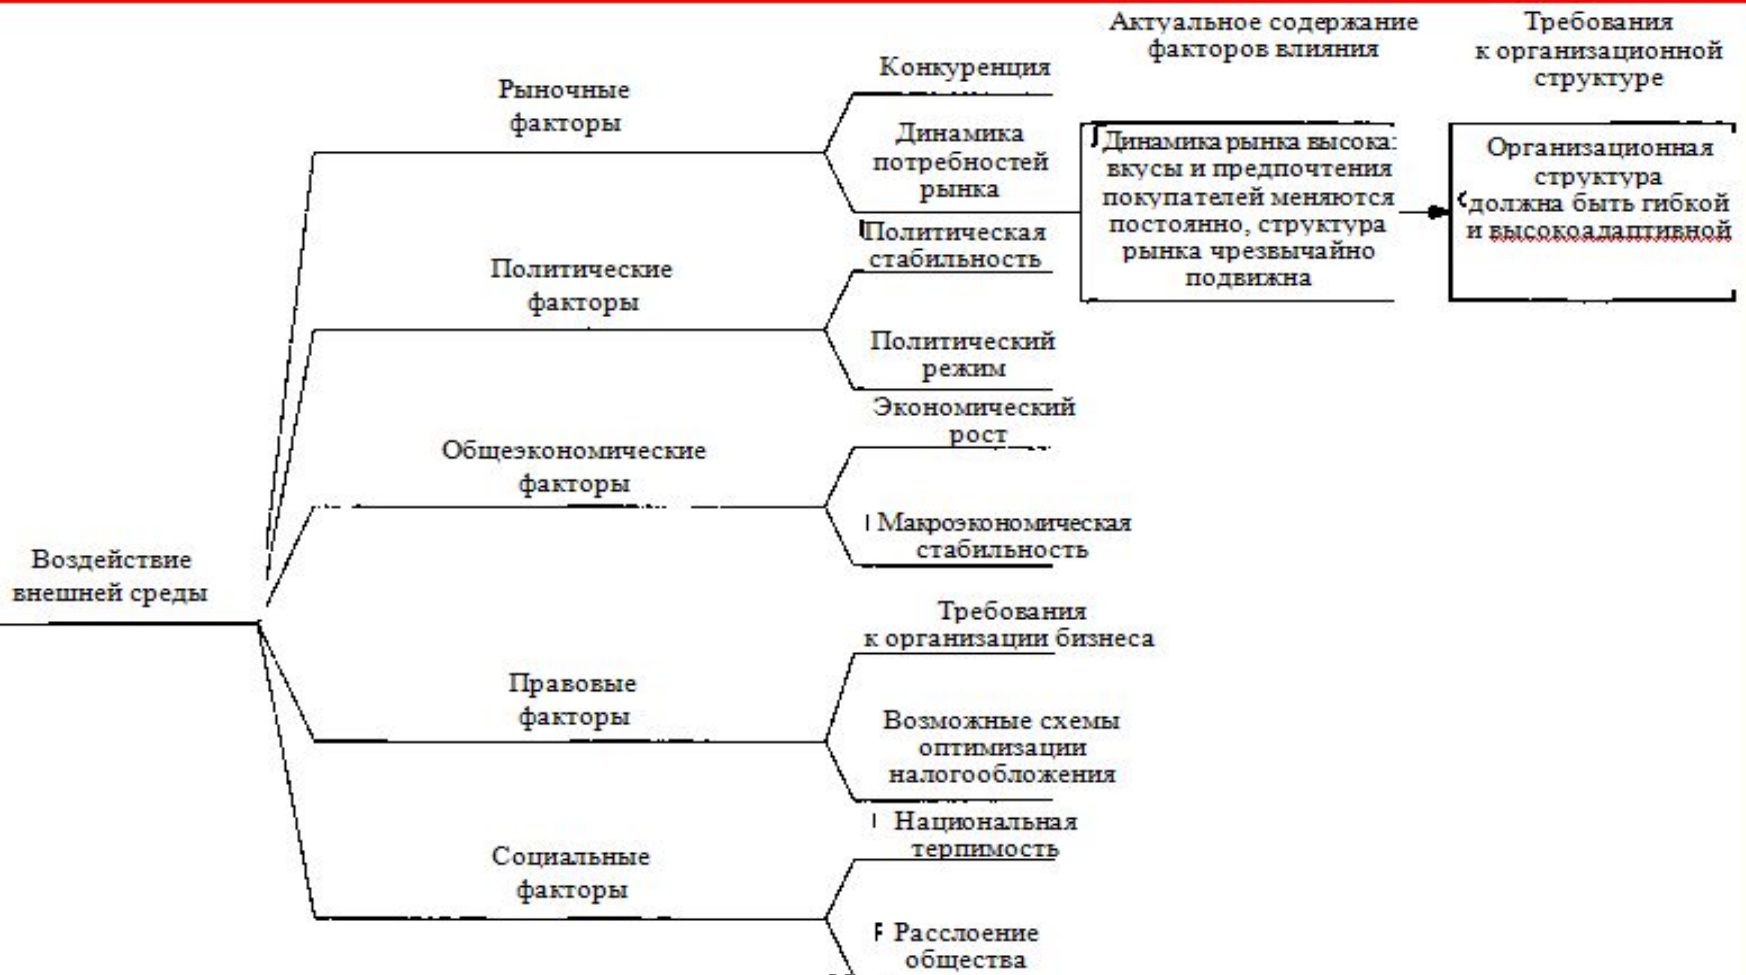 Актуальное содержание
факторов влияния
Требования
к организационной
структуре
Рыночные
факторы
Конкуренция
Динамика
потребностей
рынка
Динамика рынка высока:
вкусы и предпочтения
покупателей меняются
постоянно, структура
рынка чрезвычайно
подвижна
Организационная
структура
должна быть гибкой
и высокоадаптивной
Политические
факторы
Политическая
стабильность
Политический
режим
Общеэкономические
факторы
Экономический
рост
Макроэкономическая
стабильность
Воздействие
внешней среды
Правовые
факторы
Требования
к организации бизнеса
Возможные схемы
оптимизации
налогообложения
Социальные
факторы
Национальная
терпимость
Расслоение
общества